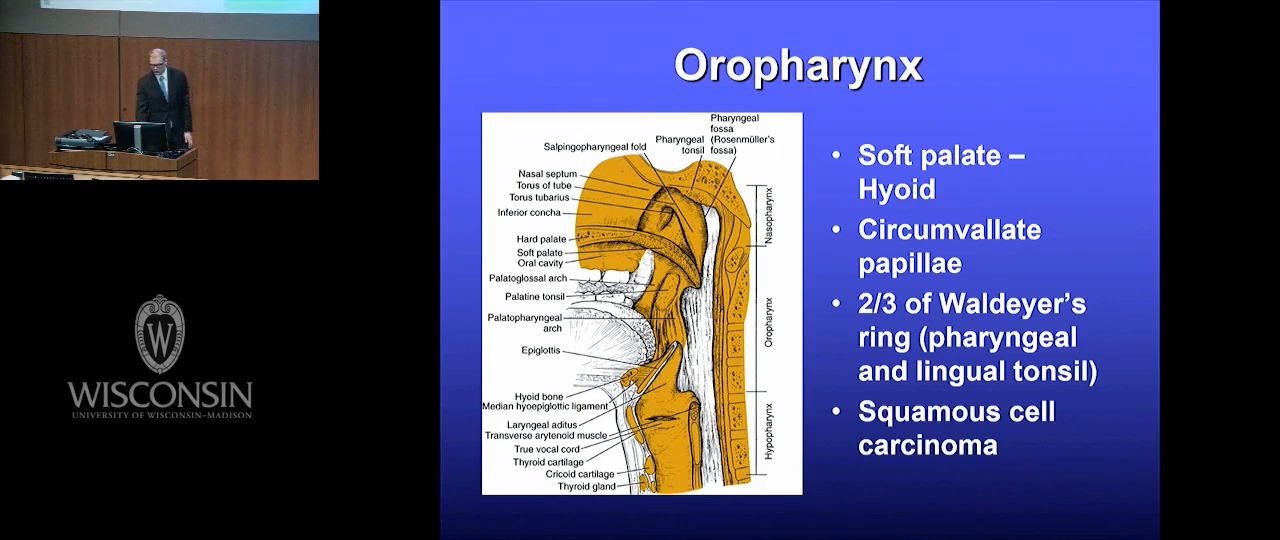 Oropharynx
Pharyngeal
fossa
(Rosenmüller's
fossa)
Pharyngeal
tonsil
Salpingopharyngeal fold
Nasal septum
Torus of tube
Torus tubarius
Inferior concha
Hard palate
Soft palate
Oral cavity
Palatoglossal arch
Palatine tonsil
Palatopharyngeal
arch
Epiglottis
Hyoid bone
Median hyoepiglottic ligament
Laryngeal aditus
Transverse arytenoid muscle
True vocal cord
Thyroid cartilage
Cricoid cartilage
Thyroid gland
Nasopharynx
Oropharynx
Hypopharynx
• Soft palate –
Hyoid
• Circumvallate
papillae
• 2/3 of Waldeyer's
ring (pharyngeal
and lingual tonsil)
• Squamous cell
carcinoma
W
WISCONSIN
UNIVERSITY OF WISCONSIN–MADISON